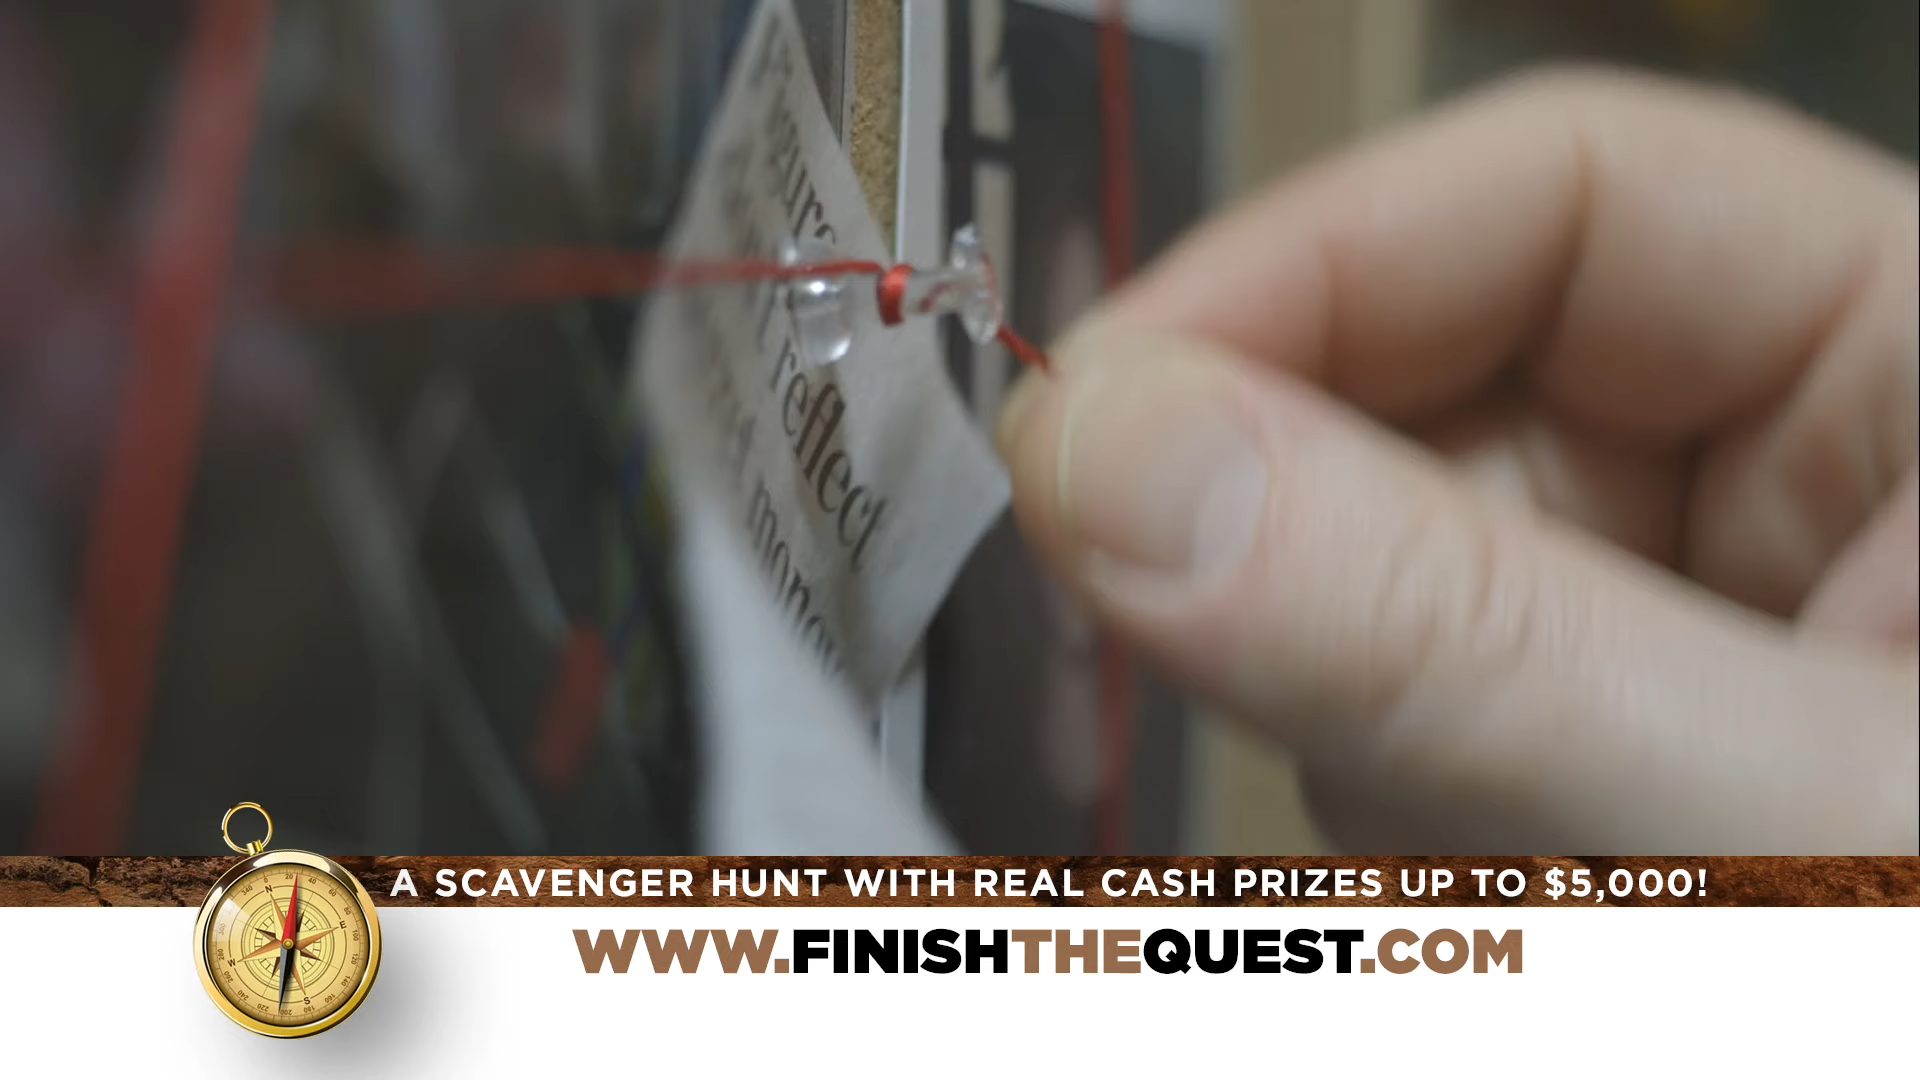 reflect
A SCAVENGER HUNT WITH REAL CASH PRIZES UP TO $5,000!
WWW.FINISHTHEQUEST.COM
N
E
S
W